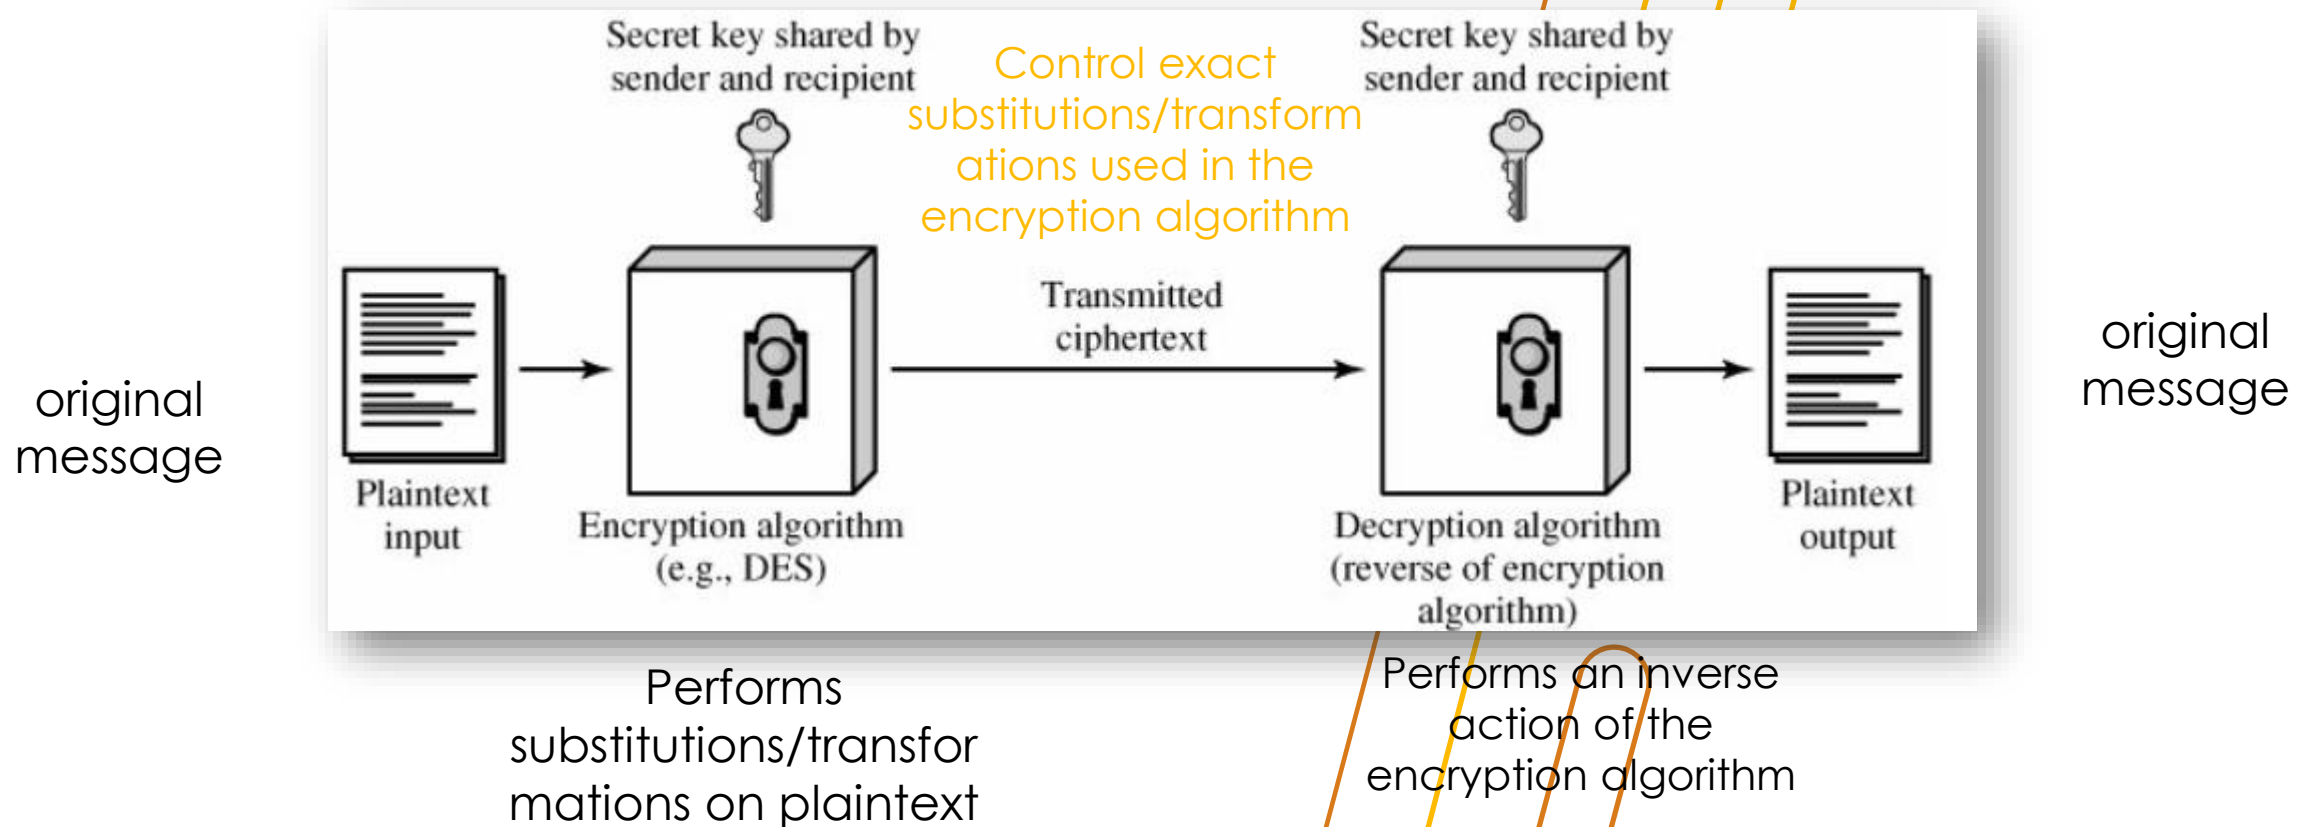 Secret key shared by
sender and recipient
Control exact
substitutions/transform
ations used in the
encryption algorithm
Secret key shared by
sender and recipient
original
message
Plaintext
input
Encryption algorithm
(e.g., DES)
Transmitted
ciphertext
Decryption algorithm
(reverse of encryption
algorithm)
Plaintext
output
original
message
Performs
substitutions/transfor
mations on plaintext
Performs an inverse
action of the
encryption algorithm